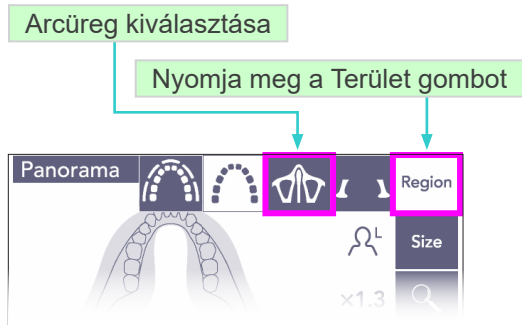 Arcüreg kiválasztása
Nyomja meg a Terület gombot
Panorama
Region
L
Size
×1.3